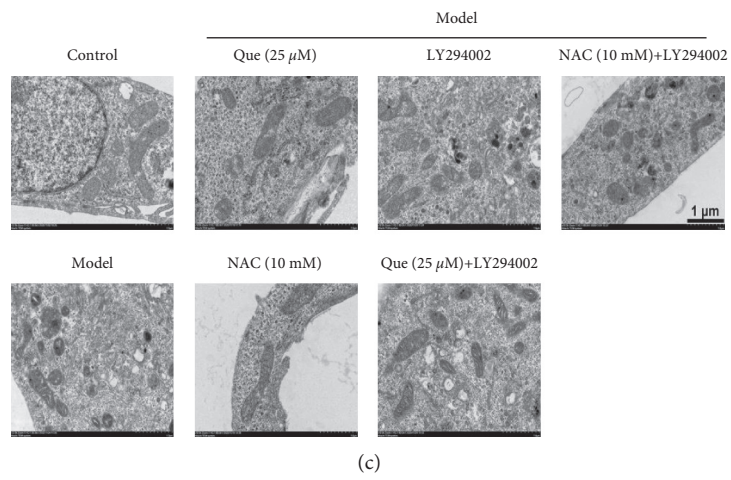 Model
Control
Que (25 μM)
LY294002
NAC (10 mM)+LY294002
1 μm
Model
NAC (10 mM)
Que (25 μM)+LY294002
(c)